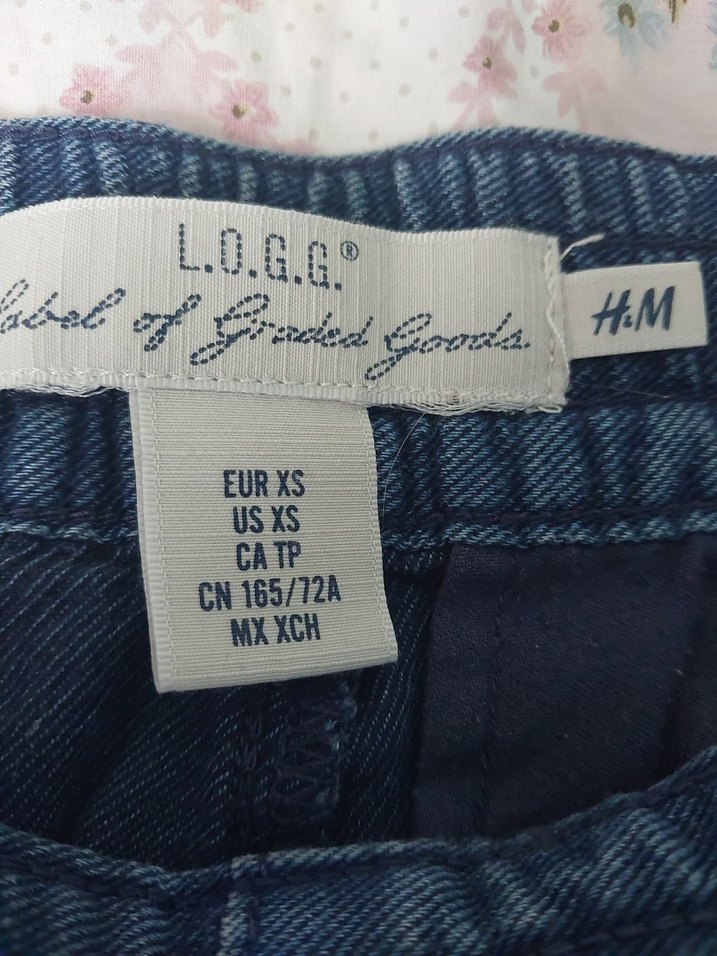 L.O.G.G.®
label of Graded Goods.
H&M
EUR XS
US XS
CA TP
CN 165/72A
MX XCH